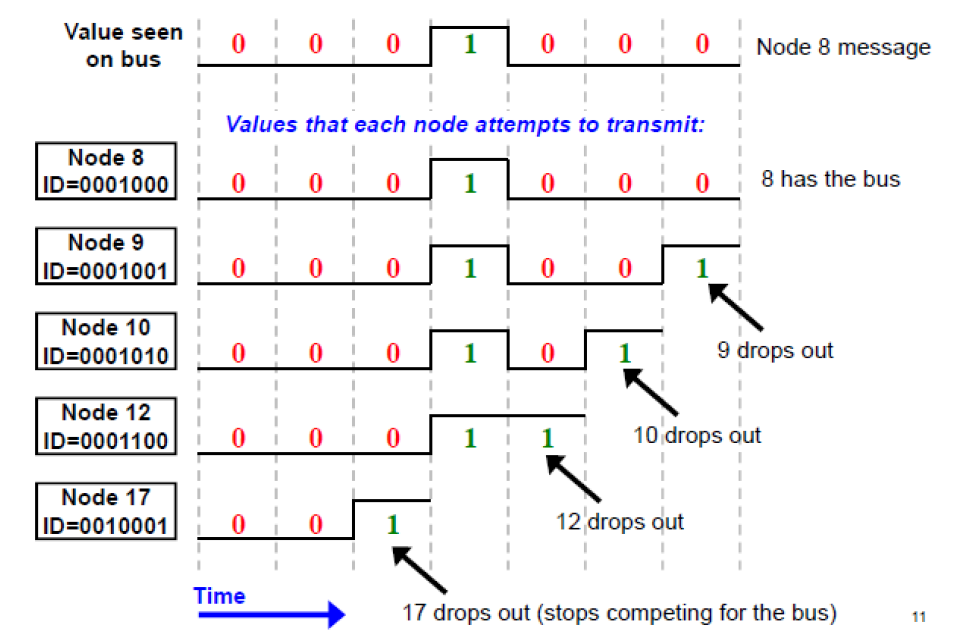 Value seen
on bus
0 0 0 1 0 0 0
Node 8 message
Values that each node attempts to transmit:
Node 8
ID=0001000
0 0 0 1 0 0 0
8 has the bus
Node 9
ID=0001001
0 0 0 1 0 0 1
9 drops out
Node 10
ID=0001010
0 0 0 1 0 1
10 drops out
Node 12
ID=0001100
0 0 0 1 1
12 drops out
Node 17
ID=0010001
0 0 1
17 drops out (stops competing for the bus)
Time
11